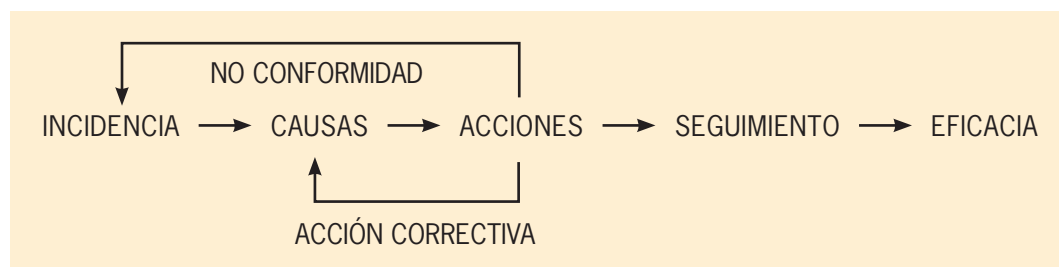 NO CONFORMIDAD
INCIDENCIA CAUSAS ACCIONES SEGUIMIENTO EFICACIA
ACCIÓN CORRECTIVA